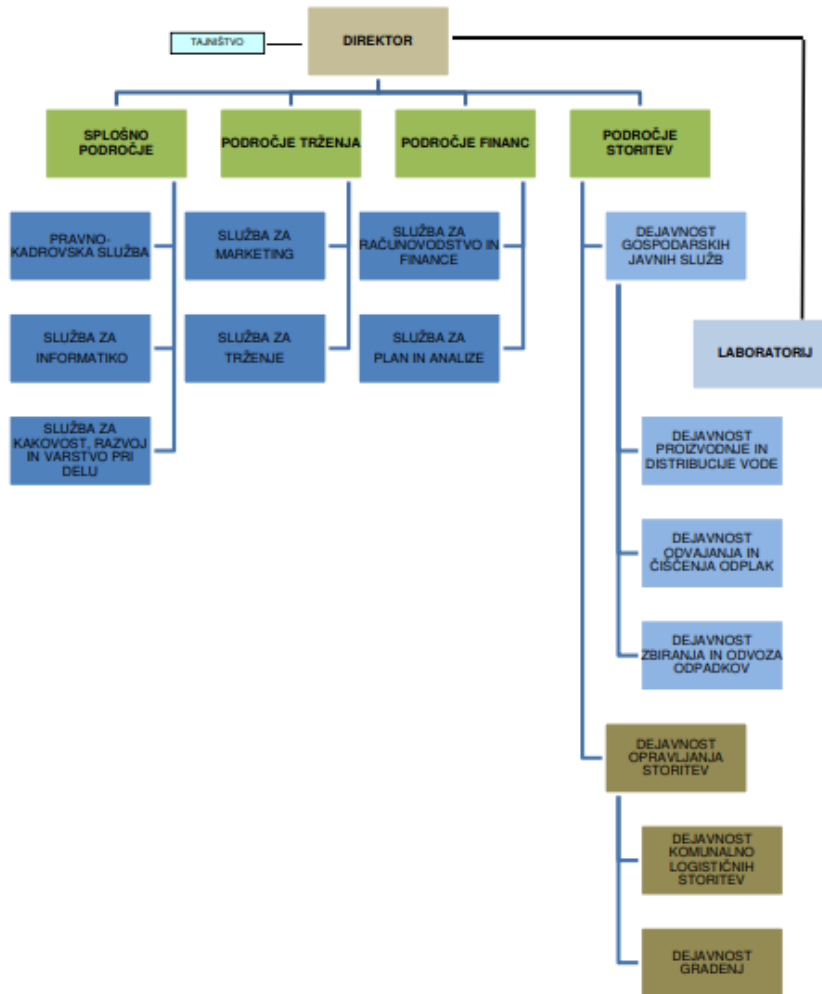 TAJNIŠTVO
DIREKTOR
SPLOŠNO
PODROČJE
PODROČJE TRŽENJA
PODROČJE FINANC
PODROČJE
STORITEV
PRAVNO-
KADROVSKA SLUŽBA
SLUŽBA ZA
INFORMATIKO
SLUŽBA ZA
KAKOVOST, RAZVOJ
IN VARSTVO PRI
DELU
SLUŽBA ZA
MARKETING
SLUŽBA ZA
TRŽENJE
SLUŽBA ZA
RAČUNOVODSTVO IN
FINANCE
SLUŽBA ZA
PLAN IN ANALIZE
DEJAVNOST
GOSPODARSKIH
JAVNIH SLUŽB
LABORATORIJ
DEJAVNOST
PROIZVODNJE IN
DISTRIBUCIJE VODE
DEJAVNOST
ODVAJANJA IN
ČIŠČENJA ODPLAK
DEJAVNOST
ZBIRANJA IN ODVOZA
ODPADKOV
DEJAVNOST
OPRAVLJANJA
STORITEV
DEJAVNOST
KOMUNALNO
LOGISTIČNIH
STORITEV
DEJAVNOST
GRADENJ